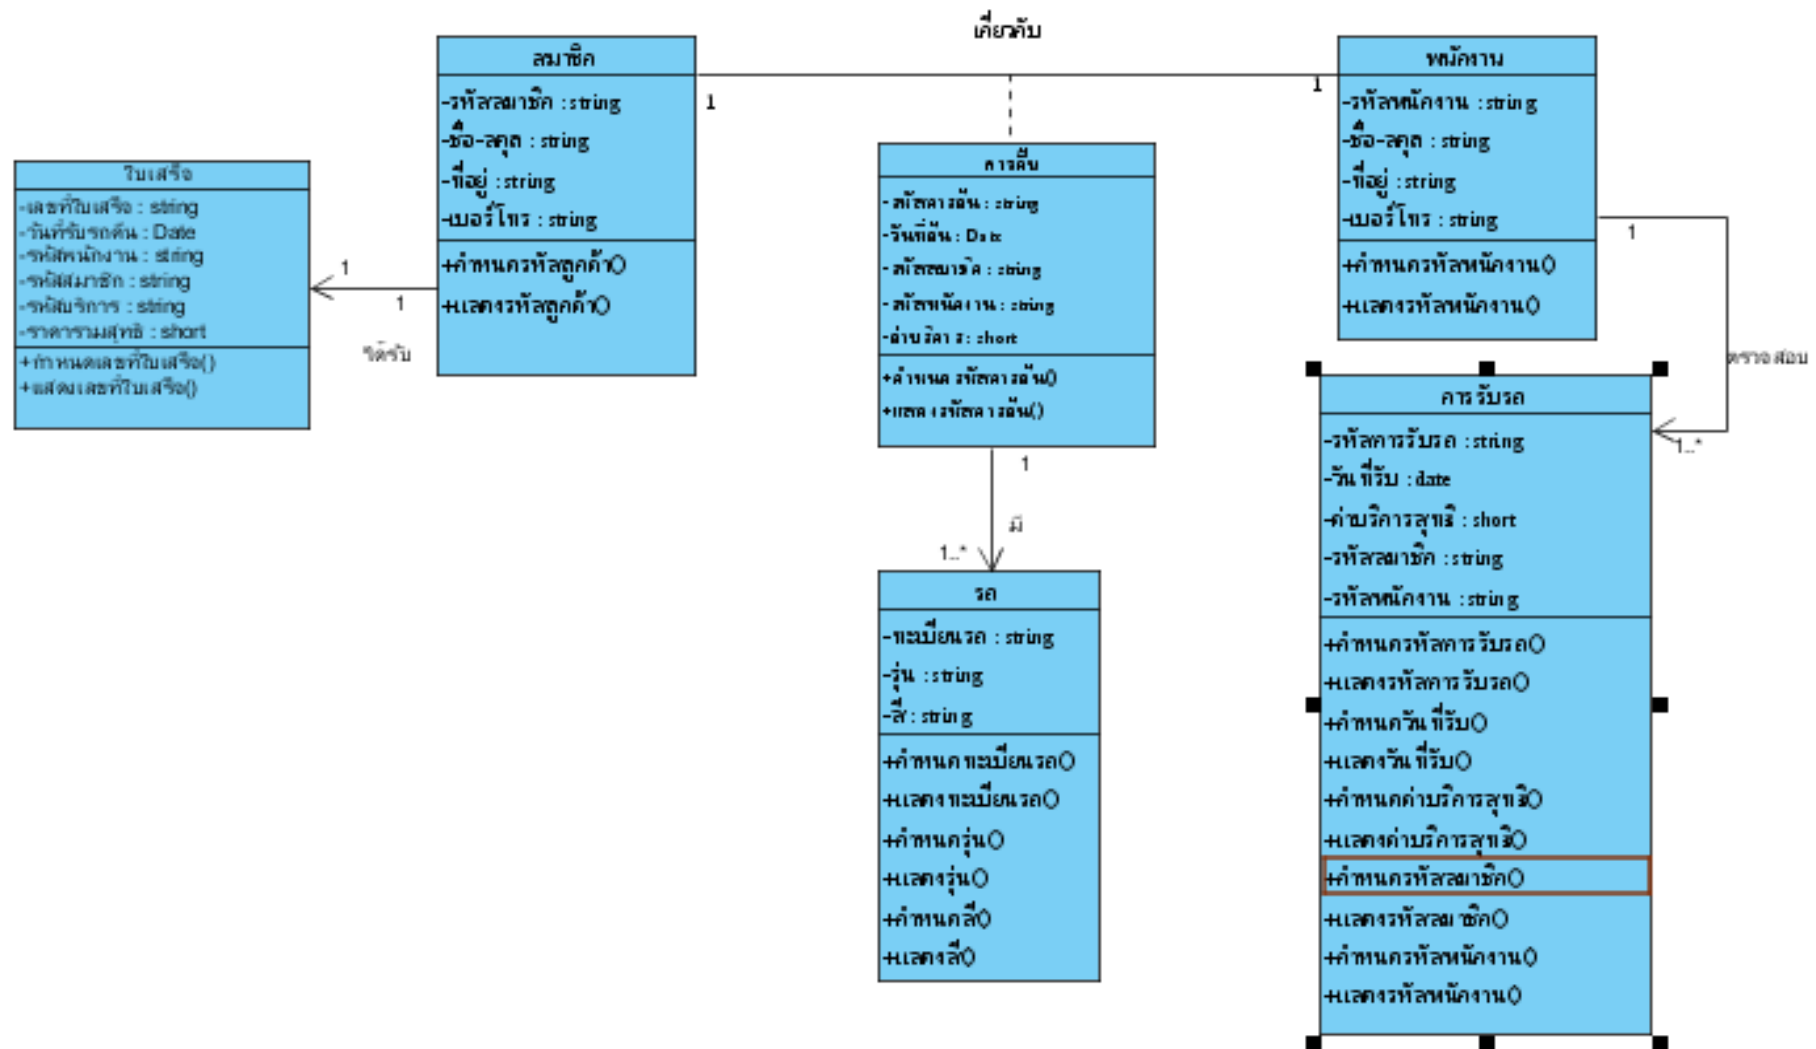 เกี่ยวกับ
สมาชิก
-รหัสสมาชิก : string
-ชื่อ-สกุล : string
-ที่อยู่ : string
-เบอร์โทร : string
+กำหนดรหัสลูกค้า()
+แสดงรหัสลูกค้า()
1
1
พนักงาน
-รหัสพนักงาน : string
-ชื่อ-สกุล : string
-ที่อยู่ : string
-เบอร์โทร : string
+กำหนดรหัสพนักงาน()
+แสดงรหัสพนักงาน()
ใบเสร็จ
-เลขที่ใบเสร็จ : string
-วันที่รับรถคืน : Date
-รหัสพนักงาน : string
-รหัสสมาชิก : string
-รหัสบริการ : string
-ราคารวมสุทธิ : short
+กำหนดเลขที่ใบเสร็จ()
+แสดงเลขที่ใบเสร็จ()
1
1
ได้รับ
การคืน
-รหัสการคืน : string
-วันที่คืน : Date
-รหัสสมาชิก : string
-รหัสพนักงาน : string
-ค่าบริการ : short
+กำหนดรหัสการคืน()
+แสดงรหัสการคืน()
1
มี
1..*
รถ
-ทะเบียนรถ : string
-รุ่น : string
-สี : string
+กำหนดทะเบียนรถ()
+แสดงทะเบียนรถ()
+กำหนดรุ่น()
+แสดงรุ่น()
+กำหนดสี()
+แสดงสี()
1
ตรวจสอบ
1..*
การรับรถ
-รหัสการรับรถ : string
-วันที่รับ : date
-ค่าบริการสุทธิ : short
-รหัสสมาชิก : string
-รหัสพนักงาน : string
+กำหนดรหัสการรับรถ()
+แสดงรหัสการรับรถ()
+กำหนดวันที่รับ()
+แสดงวันที่รับ()
+กำหนดค่าบริการสุทธิ()
+แสดงค่าบริการสุทธิ()
+กำหนดรหัสสมาชิก()
+แสดงรหัสสมาชิก()
+กำหนดรหัสพนักงาน()
+แสดงรหัสพนักงาน()